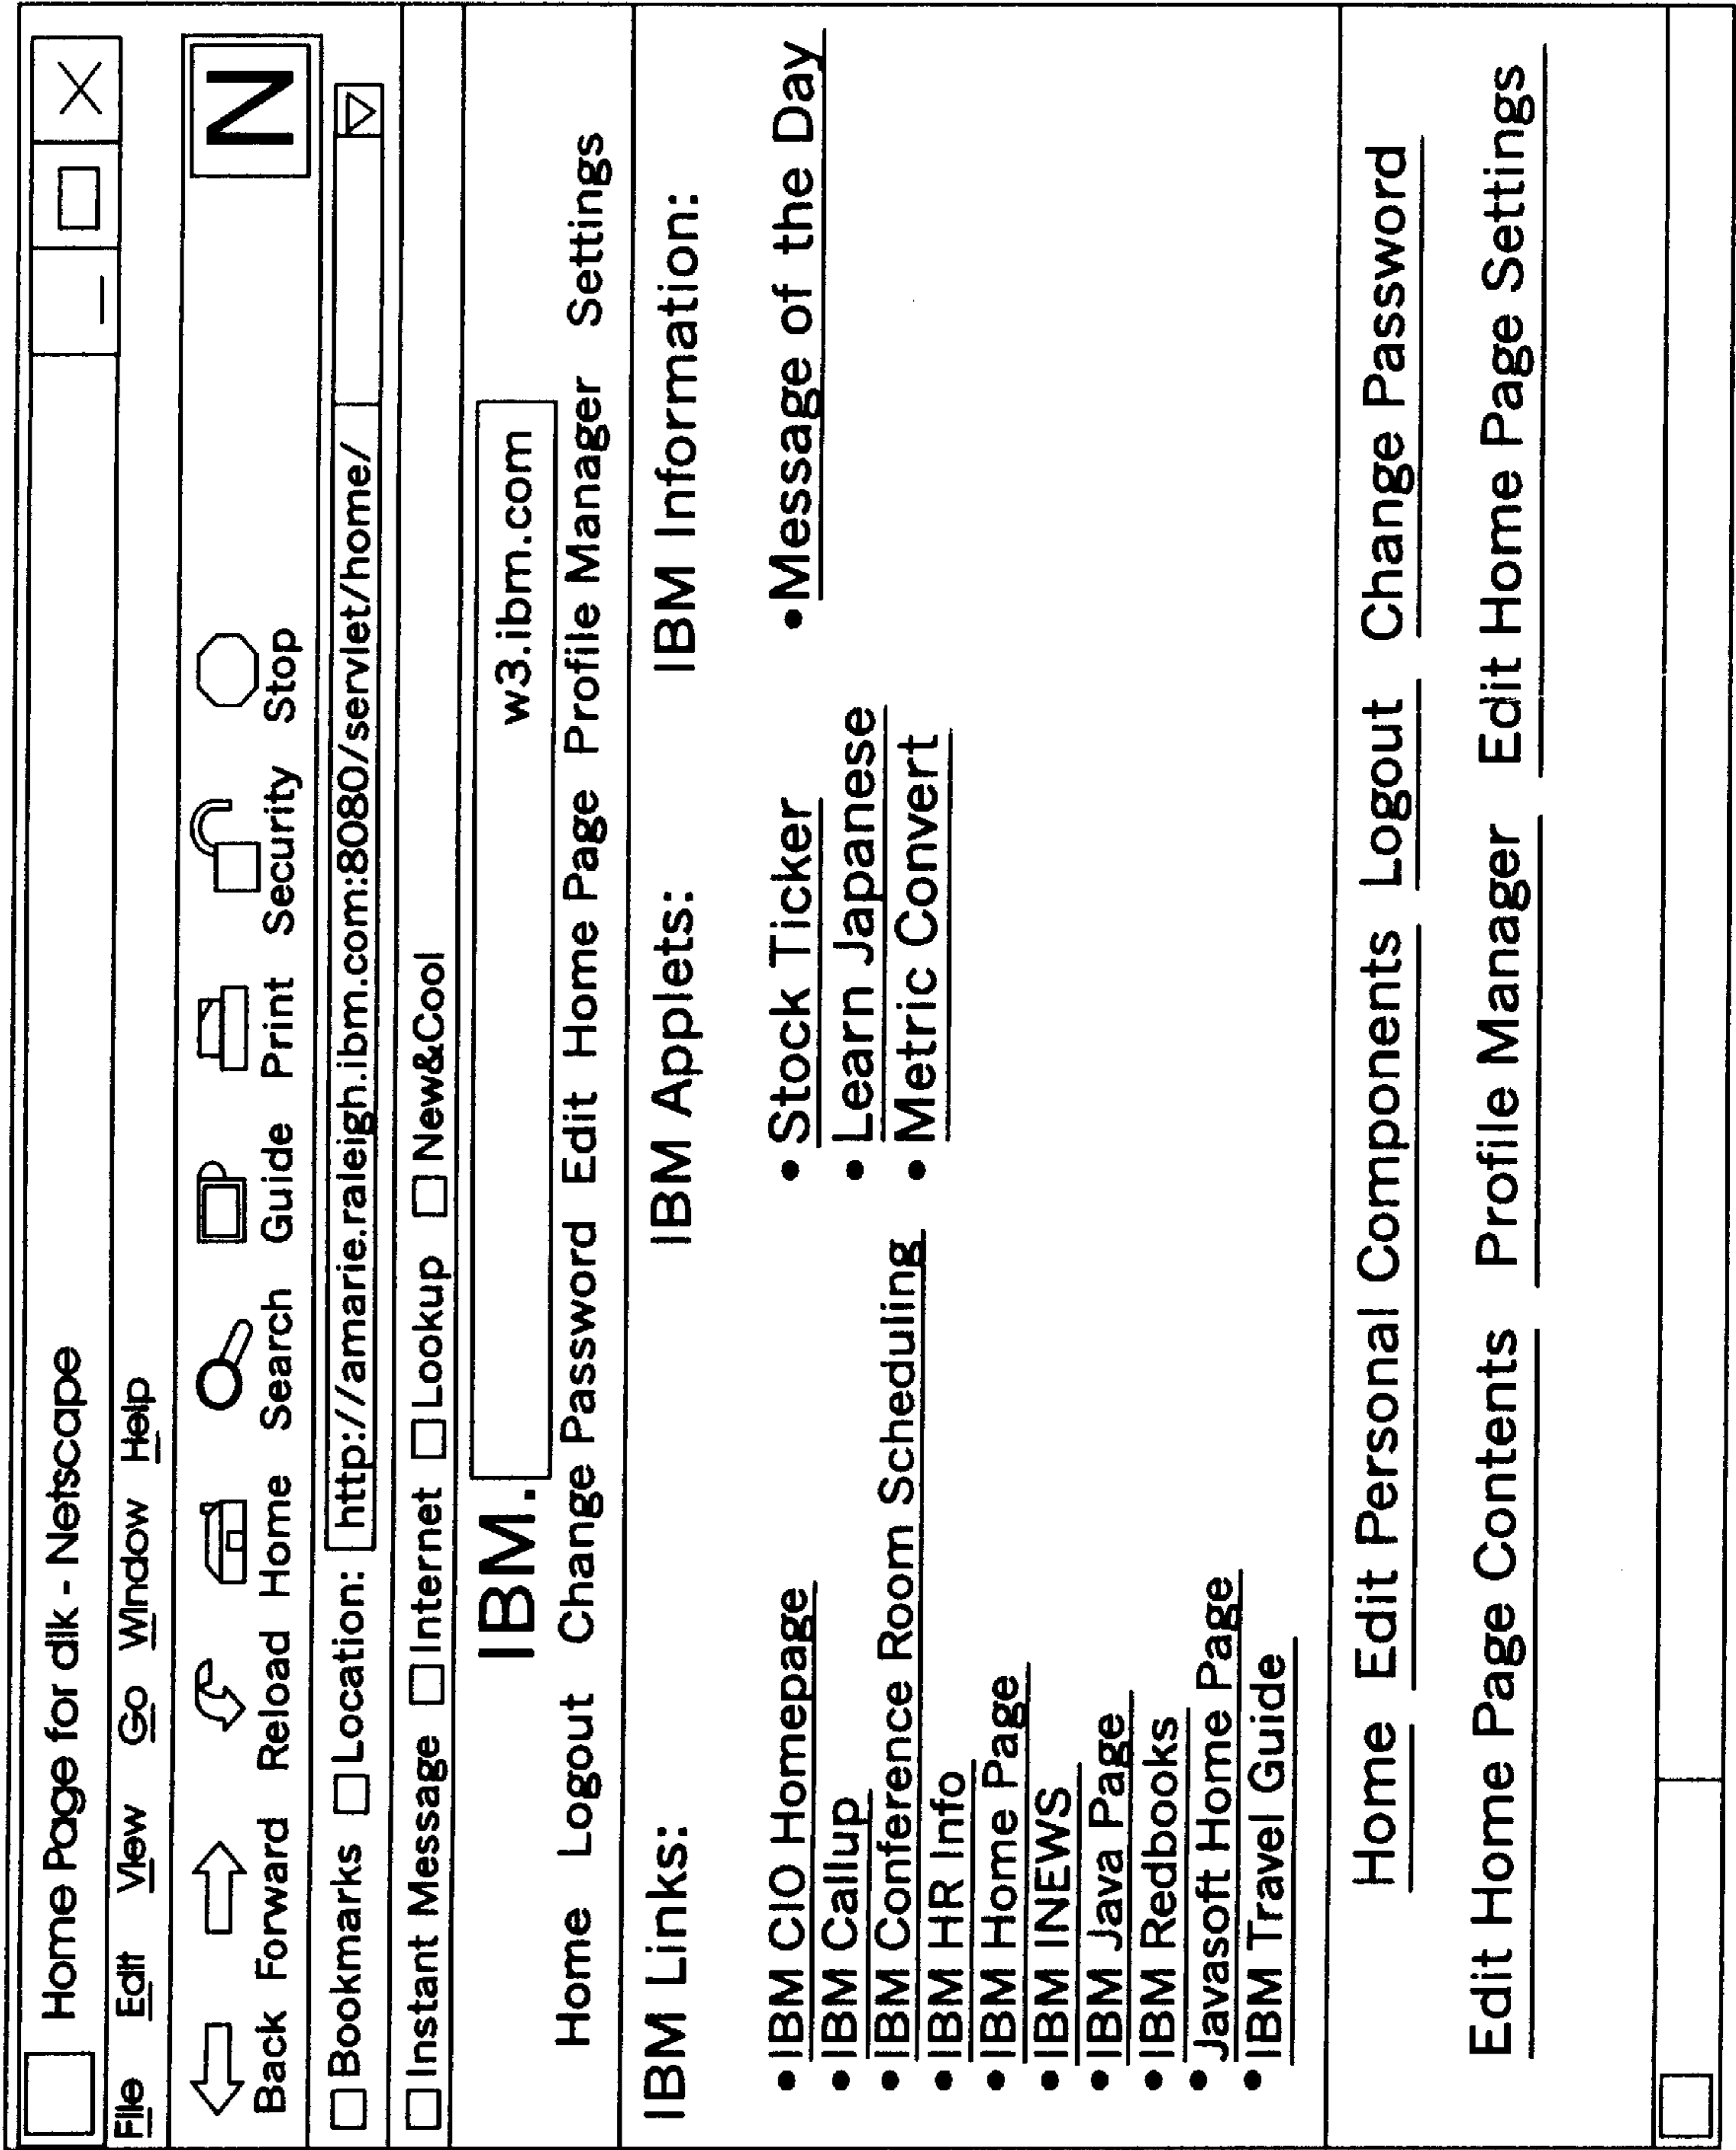 Home Page for dlk - Netscape
File Edit View Go Window Help
N
Back Forward Reload Home Search Guide Print Security Stop
Bookmarks Location: http://amarie.raleigh.ibm.com:8080/servlet/home/
Instant Message Internet Lookup New&Cool
IBM. w3.ibm.com
Home Logout Change Password Edit Home Page Profile Manager Settings
IBM Links: IBM Applets: IBM Information:
• IBM CIO Homepage • Stock Ticker • Message of the Day
• IBM Callup • Learn Japanese
• IBM Conference Room Scheduling • Metric Convert
• IBM HR Info
• IBM Home Page
• IBM INEWS
• IBM Java Page
• IBM Redbooks
• Javasoft Home Page
• IBM Travel Guide
Home Edit Personal Components Logout Change Password
Edit Home Page Contents Profile Manager Edit Home Page Settings